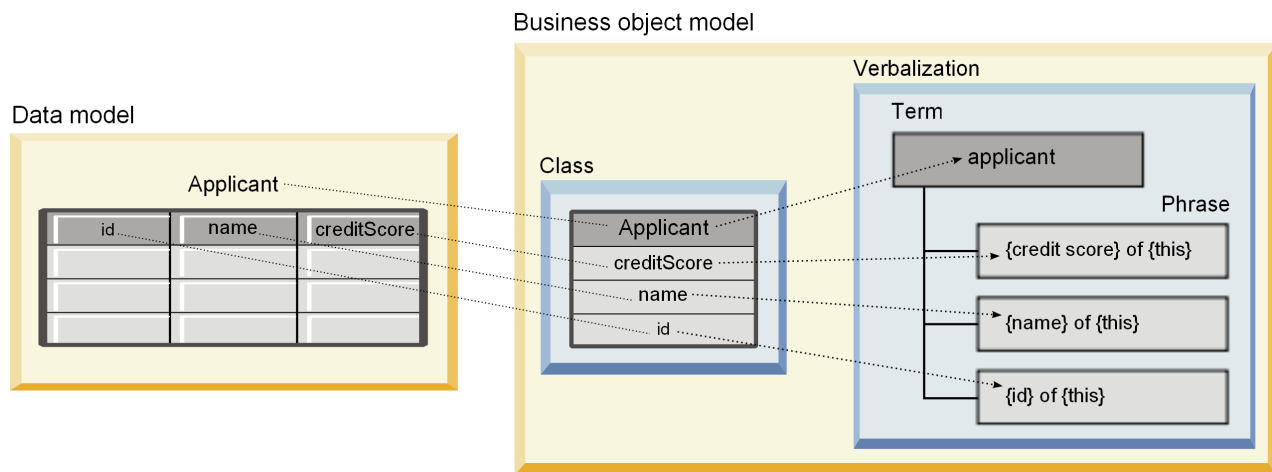 Business object model
Data model
Applicant
id name creditScore
Class
Applicant
creditScore
name
id
Verbalization
Term
applicant
Phrase
{credit score} of {this}
{name} of {this}
{id} of {this}